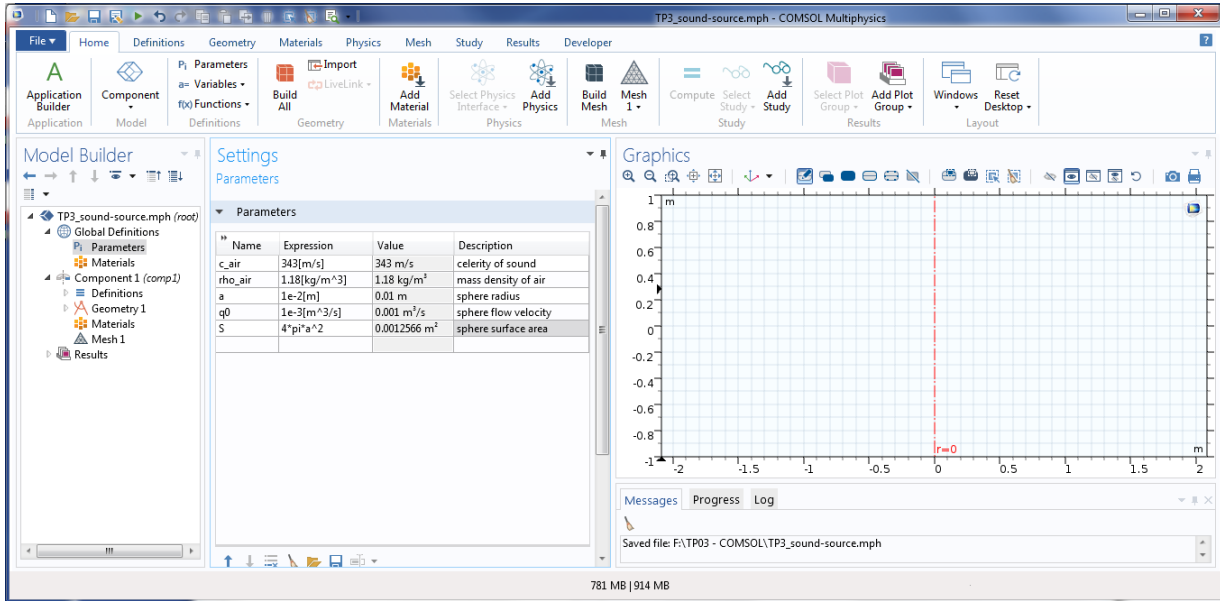 TP3_sound-source.mph - COMSOL Multiphysics
File Home Definitions Geometry Materials Physics Mesh Study Results Developer
Application Builder
Application
Component
Model
Pi Parameters
a= Variables
f(x) Functions
Definitions
Build All
Import
LiveLink
Geometry
Add Material
Materials
Select Physics Interface
Add Physics
Physics
Build Mesh
Mesh 1
Mesh
Compute
Select Study
Add Study
Study
Select Plot Group
Add Plot Group
Results
Windows
Reset Desktop
Layout
Model Builder
TP3_sound-source.mph (root)
Global Definitions
Pi Parameters
Materials
Component 1 (comp1)
Definitions
Geometry 1
Materials
Mesh 1
Results
Settings
Parameters
Parameters
Name Expression Value Description
c_air 343[m/s] 343 m/s celerity of sound
rho_air 1.18[kg/m^3] 1.18 kg/m³ mass density of air
a 1e-2[m] 0.01 m sphere radius
q0 1e-3[m^3/s] 0.001 m³/s sphere flow velocity
S 4*pi*a^2 0.0012566 m² sphere surface area
Graphics
1 m
0.8
0.6
0.4
0.2
0
-0.2
-0.4
-0.6
-0.8
-1
r=0
m
-2 -1.5 -1 -0.5 0 0.5 1 1.5 2
Messages Progress Log
Saved file: F:\TP03 - COMSOL\TP3_sound-source.mph
781 MB | 914 MB